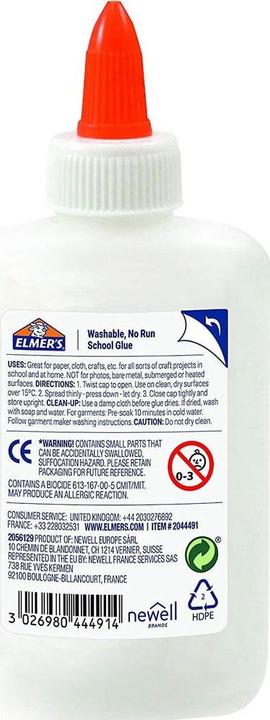 ELMER'S
Washable, No Run
School Glue
USES: Great for paper, cloth, crafts, etc. for all sorts of craft projects in
school and at home. NOT for photos, bare metal, submerged or heated
surfaces. DIRECTIONS: 1. Twist cap to open. Use on clean, dry surfaces
over 15ºC. 2. Spread thinly - press down - let dry. 3. Close cap tightly and
store upright. CLEAN-UP: Use a damp cloth before glue dries. If dried, wash
with soap and water. For garments: Pre-soak 10 minutes in cold water.
Follow garment maker washing instructions. CAUTION: Do not dry clean.
CE
*WARNING! CONTAINS SMALL PARTS THAT
CAN BE ACCIDENTALLY SWALLOWED,
SUFFOCATION HAZARD. PLEASE RETAIN
PACKAGING FOR FUTURE REFERENCE.
0-3
CONTAINS A BIOCIDE 613-167-00-5 CMIT/MIT.
MAY PRODUCE AN ALLERGIC REACTION.
CONSUMER SERVICE: UNITED KINGDOM: +44 2030276892
FRANCE: +33 228032531 WWW.ELMERS.COM ITEM # 2044491
2056129 PRODUCT OF: NEWELL EUROPE SÀRL
10 CHEMIN DE BLANDONNET, CH 1214 VERNIER, SUISSE
REPRESENTED IN THE EU BY: NEWELL FRANCE SERVICES SAS
738 RUE YVES KERMEN
92100 BOULOGNE-BILLANCOURT, FRANCE
3 026980 444914
newell
BRANDS
2
HDPE